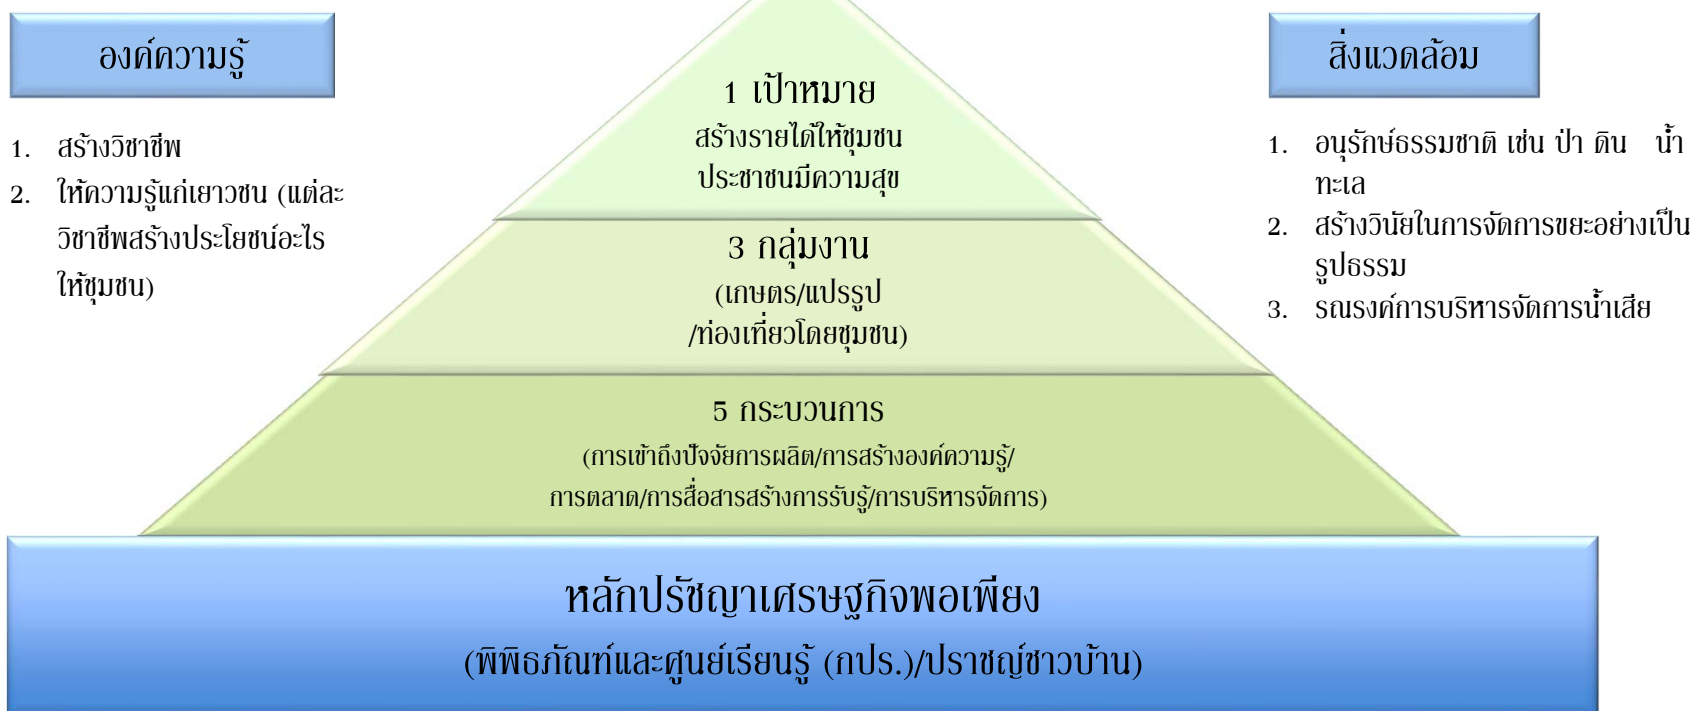 องค์ความรู้
1. สร้างวิชาชีพ
2. ให้ความรู้แก่เยาวชน (แต่ละ
วิชาชีพสร้างประโยชน์อะไร
ให้ชุมชน)
1 เป้าหมาย
สร้างรายได้ให้ชุมชน
ประชาชนมีความสุข
3 กลุ่มงาน
(เกษตร/แปรรูป
/ท่องเที่ยวโดยชุมชน)
5 กระบวนการ
(การเข้าถึงปัจจัยการผลิต/การสร้างองค์ความรู้/
การตลาด/การสื่อสารสร้างการรับรู้/การบริหารจัดการ)
สิ่งแวดล้อม
1. อนุรักษ์ธรรมชาติ เช่น ป่า ดิน น้ำ
ทะเล
2. สร้างวินัยในการจัดการขยะอย่างเป็น
รูปธรรม
3. รณรงค์การบริหารจัดการน้ำเสีย
หลักปรัชญาเศรษฐกิจพอเพียง
(พิพิธภัณฑ์และศูนย์เรียนรู้ (กปร.)/ปราชญ์ชาวบ้าน)